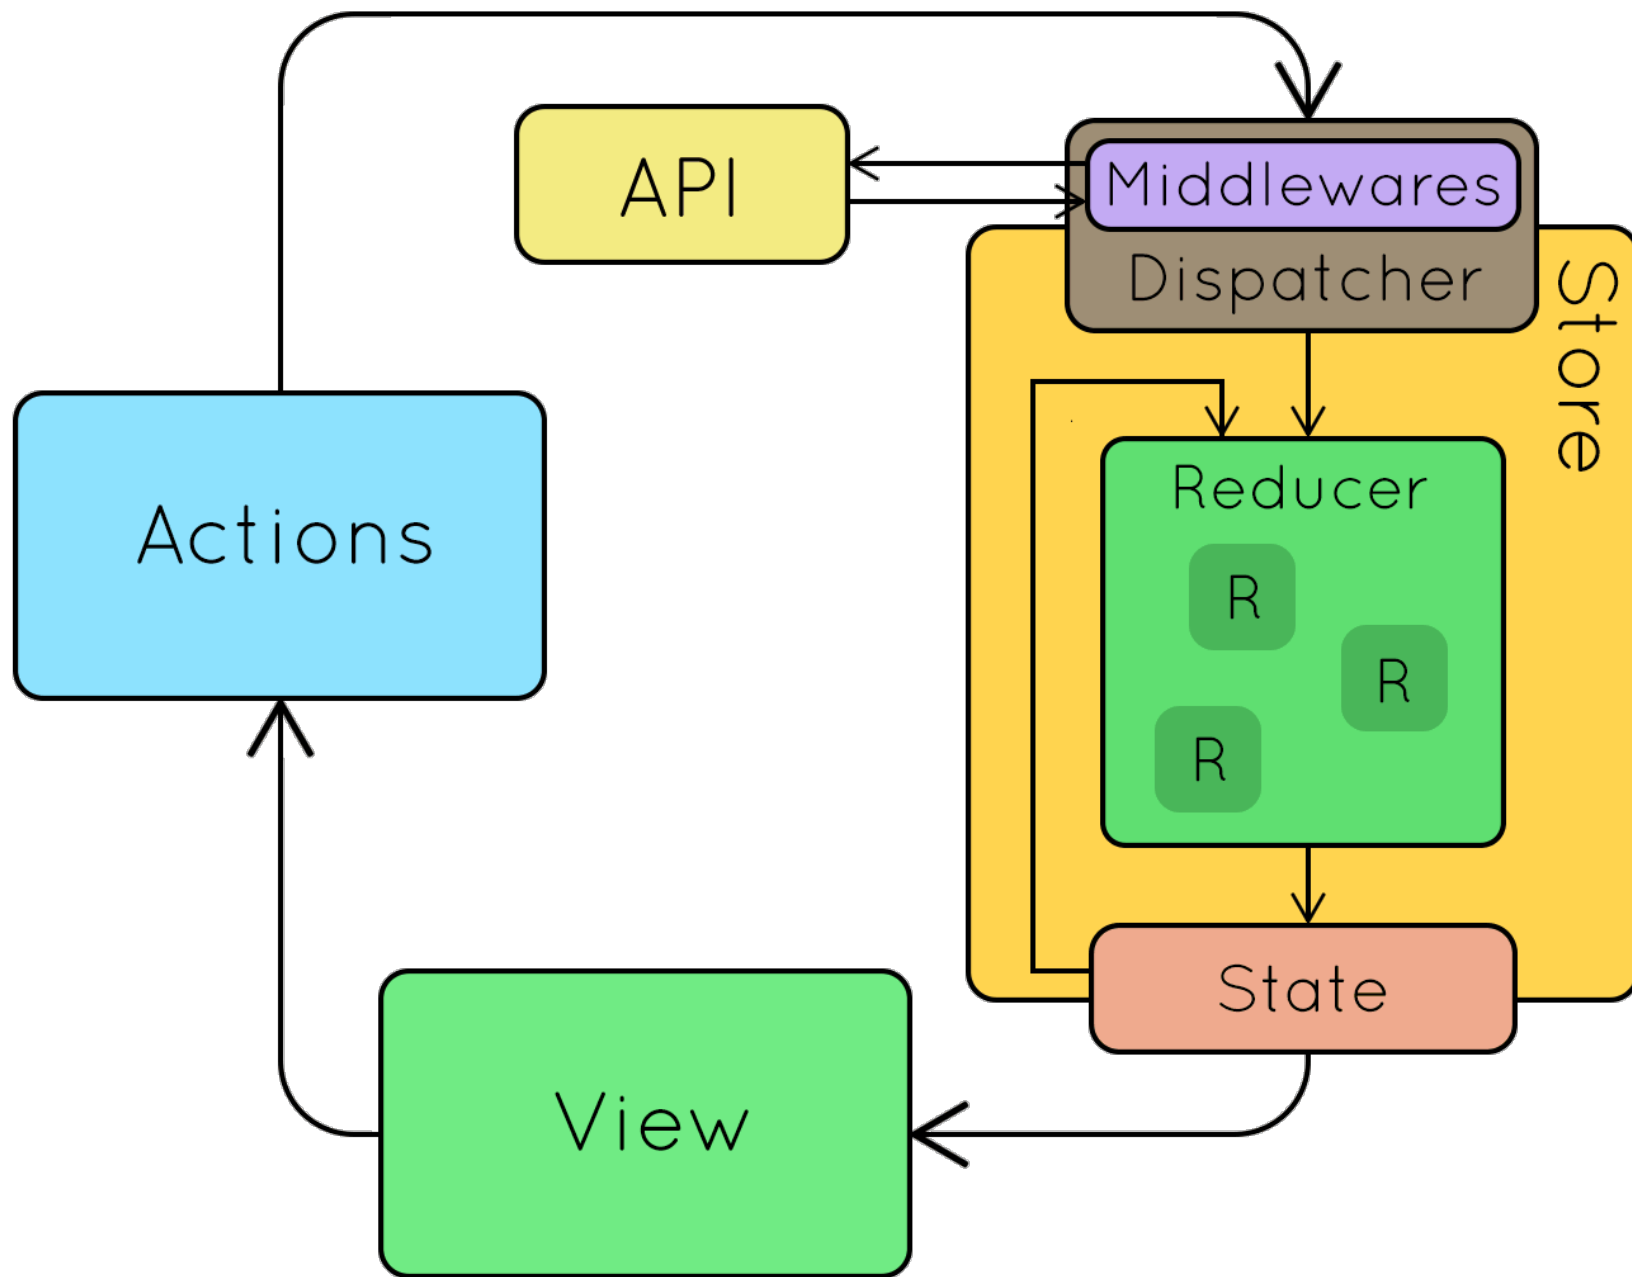 API
Middlewares
Dispatcher
Store
Actions
Reducer
R
R
R
State
View